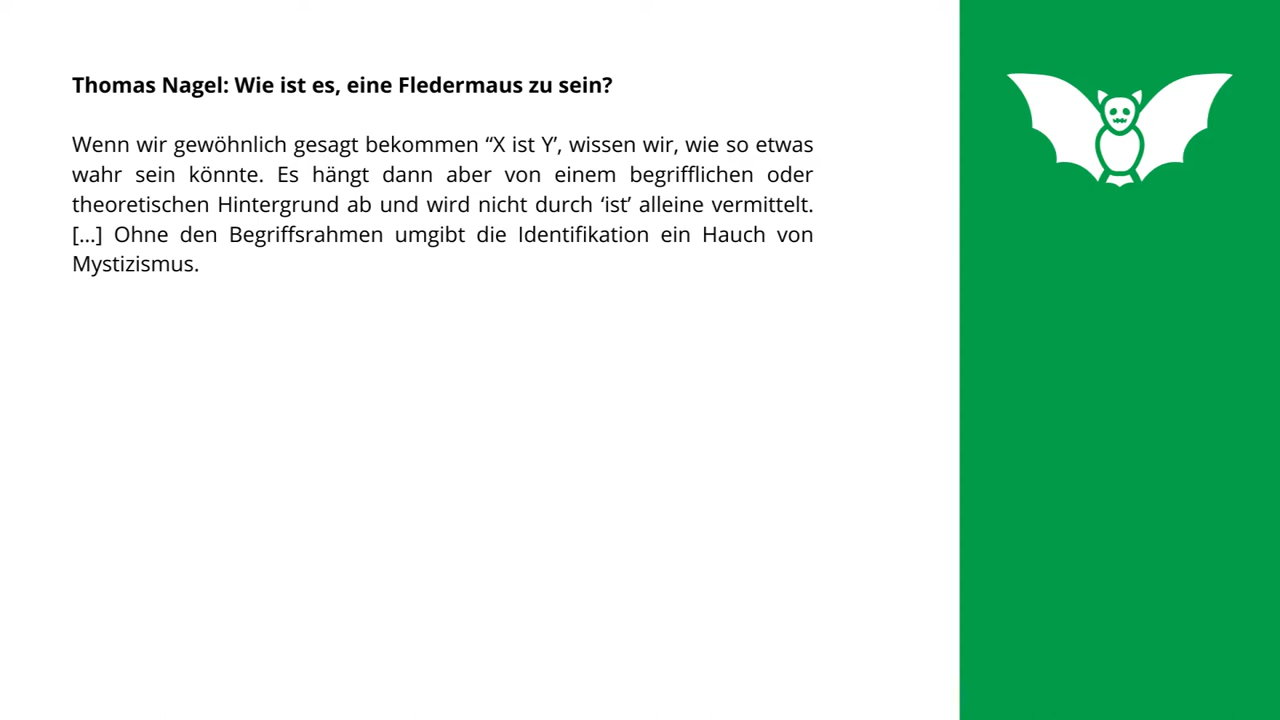 Thomas Nagel: Wie ist es, eine Fledermaus zu sein?
Wenn wir gewöhnlich gesagt bekommen “X ist Y’, wissen wir, wie so etwas
wahr sein könnte. Es hängt dann aber von einem begrifflichen oder
theoretischen Hintergrund ab und wird nicht durch ‘ist’ alleine vermittelt.
[...] Ohne den Begriffsrahmen umgibt die Identifikation ein Hauch von
Mystizismus.